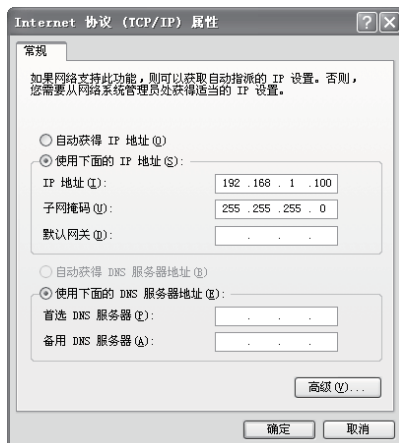 Internet 协议 (TCP/IP) 属性
常规
如果网络支持此功能，则可以获取自动指派的 IP 设置。否则，
您需要从网络系统管理员处获得适当的 IP 设置。
自动获得 IP 地址(O)
使用下面的 IP 地址(S):
IP 地址(I): 192 .168 . 1 .100
子网掩码(U): 255 .255 .255 . 0
默认网关(D): . . .
自动获得 DNS 服务器地址(B)
使用下面的 DNS 服务器地址(E):
首选 DNS 服务器(P): . . .
备用 DNS 服务器(A): . . .
高级(V)...
确定 取消